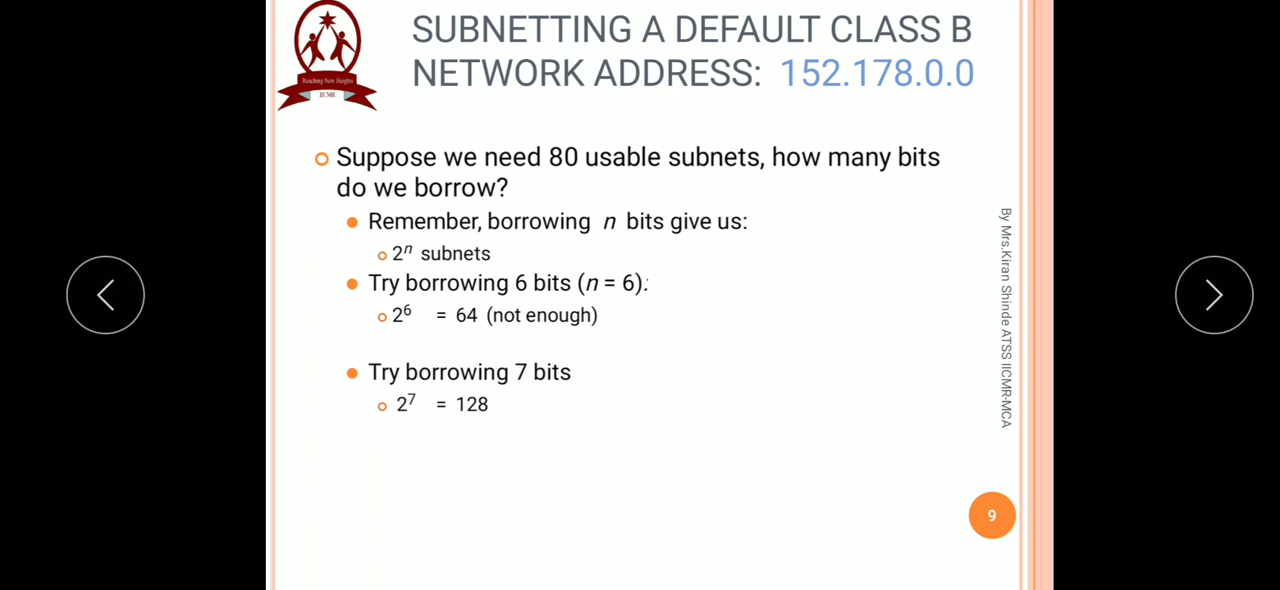 SUBNETTING A DEFAULT CLASS B
NETWORK ADDRESS: 152.178.0.0
Reaching New Heights
IICMR
Suppose we need 80 usable subnets, how many bits
do we borrow?
Remember, borrowing n bits give us:
2ⁿ subnets
Try borrowing 6 bits (n = 6):
2⁶ = 64 (not enough)
Try borrowing 7 bits
2⁷ = 128
By Mrs.Kiran Shinde ATSS IICMR-MCA
9